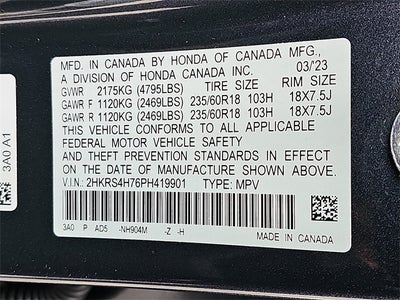 MFD. IN CANADA BY HONDA OF CANADA MFG.,
A DIVISION OF HONDA CANADA INC. 03/23
GVWR 2175KG (4795LBS) TIRE SIZE RIM SIZE
GAWR F 1120KG (2469LBS) 235/60R18 103H 18X7.5J
GAWR R 1120KG (2469LBS) 235/60R18 103H 18X7.5J
THIS VEHICLE CONFORMS TO ALL APPLICABLE
FEDERAL MOTOR VEHICLE SAFETY
AND THEFT PREVENTION STANDARDS IN EFFECT ON
THE DATE OF MANUFACTURE SHOWN ABOVE.
V.I.N.: 2HKRS4H76PH419901 TYPE: MPV
3A0 P AD5 -NH904M -Z -H
MADE IN CANADA
3A0 A1